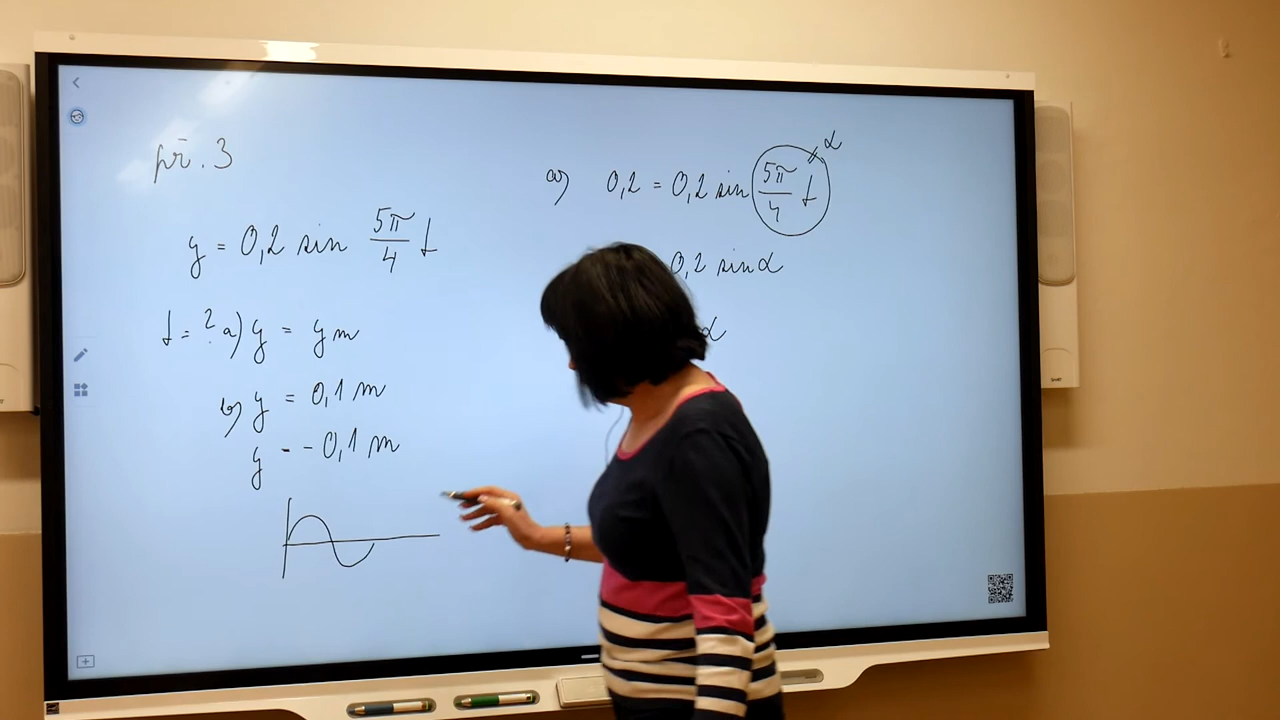 pr. 3
y = 0,2 sin 5π/4 t
t = ? a) y = ym
b) y = 0,1 m
y = - 0,1 m
a) 0,2 = 0,2 sin 5π/4 t = α
0,2 sin α
α